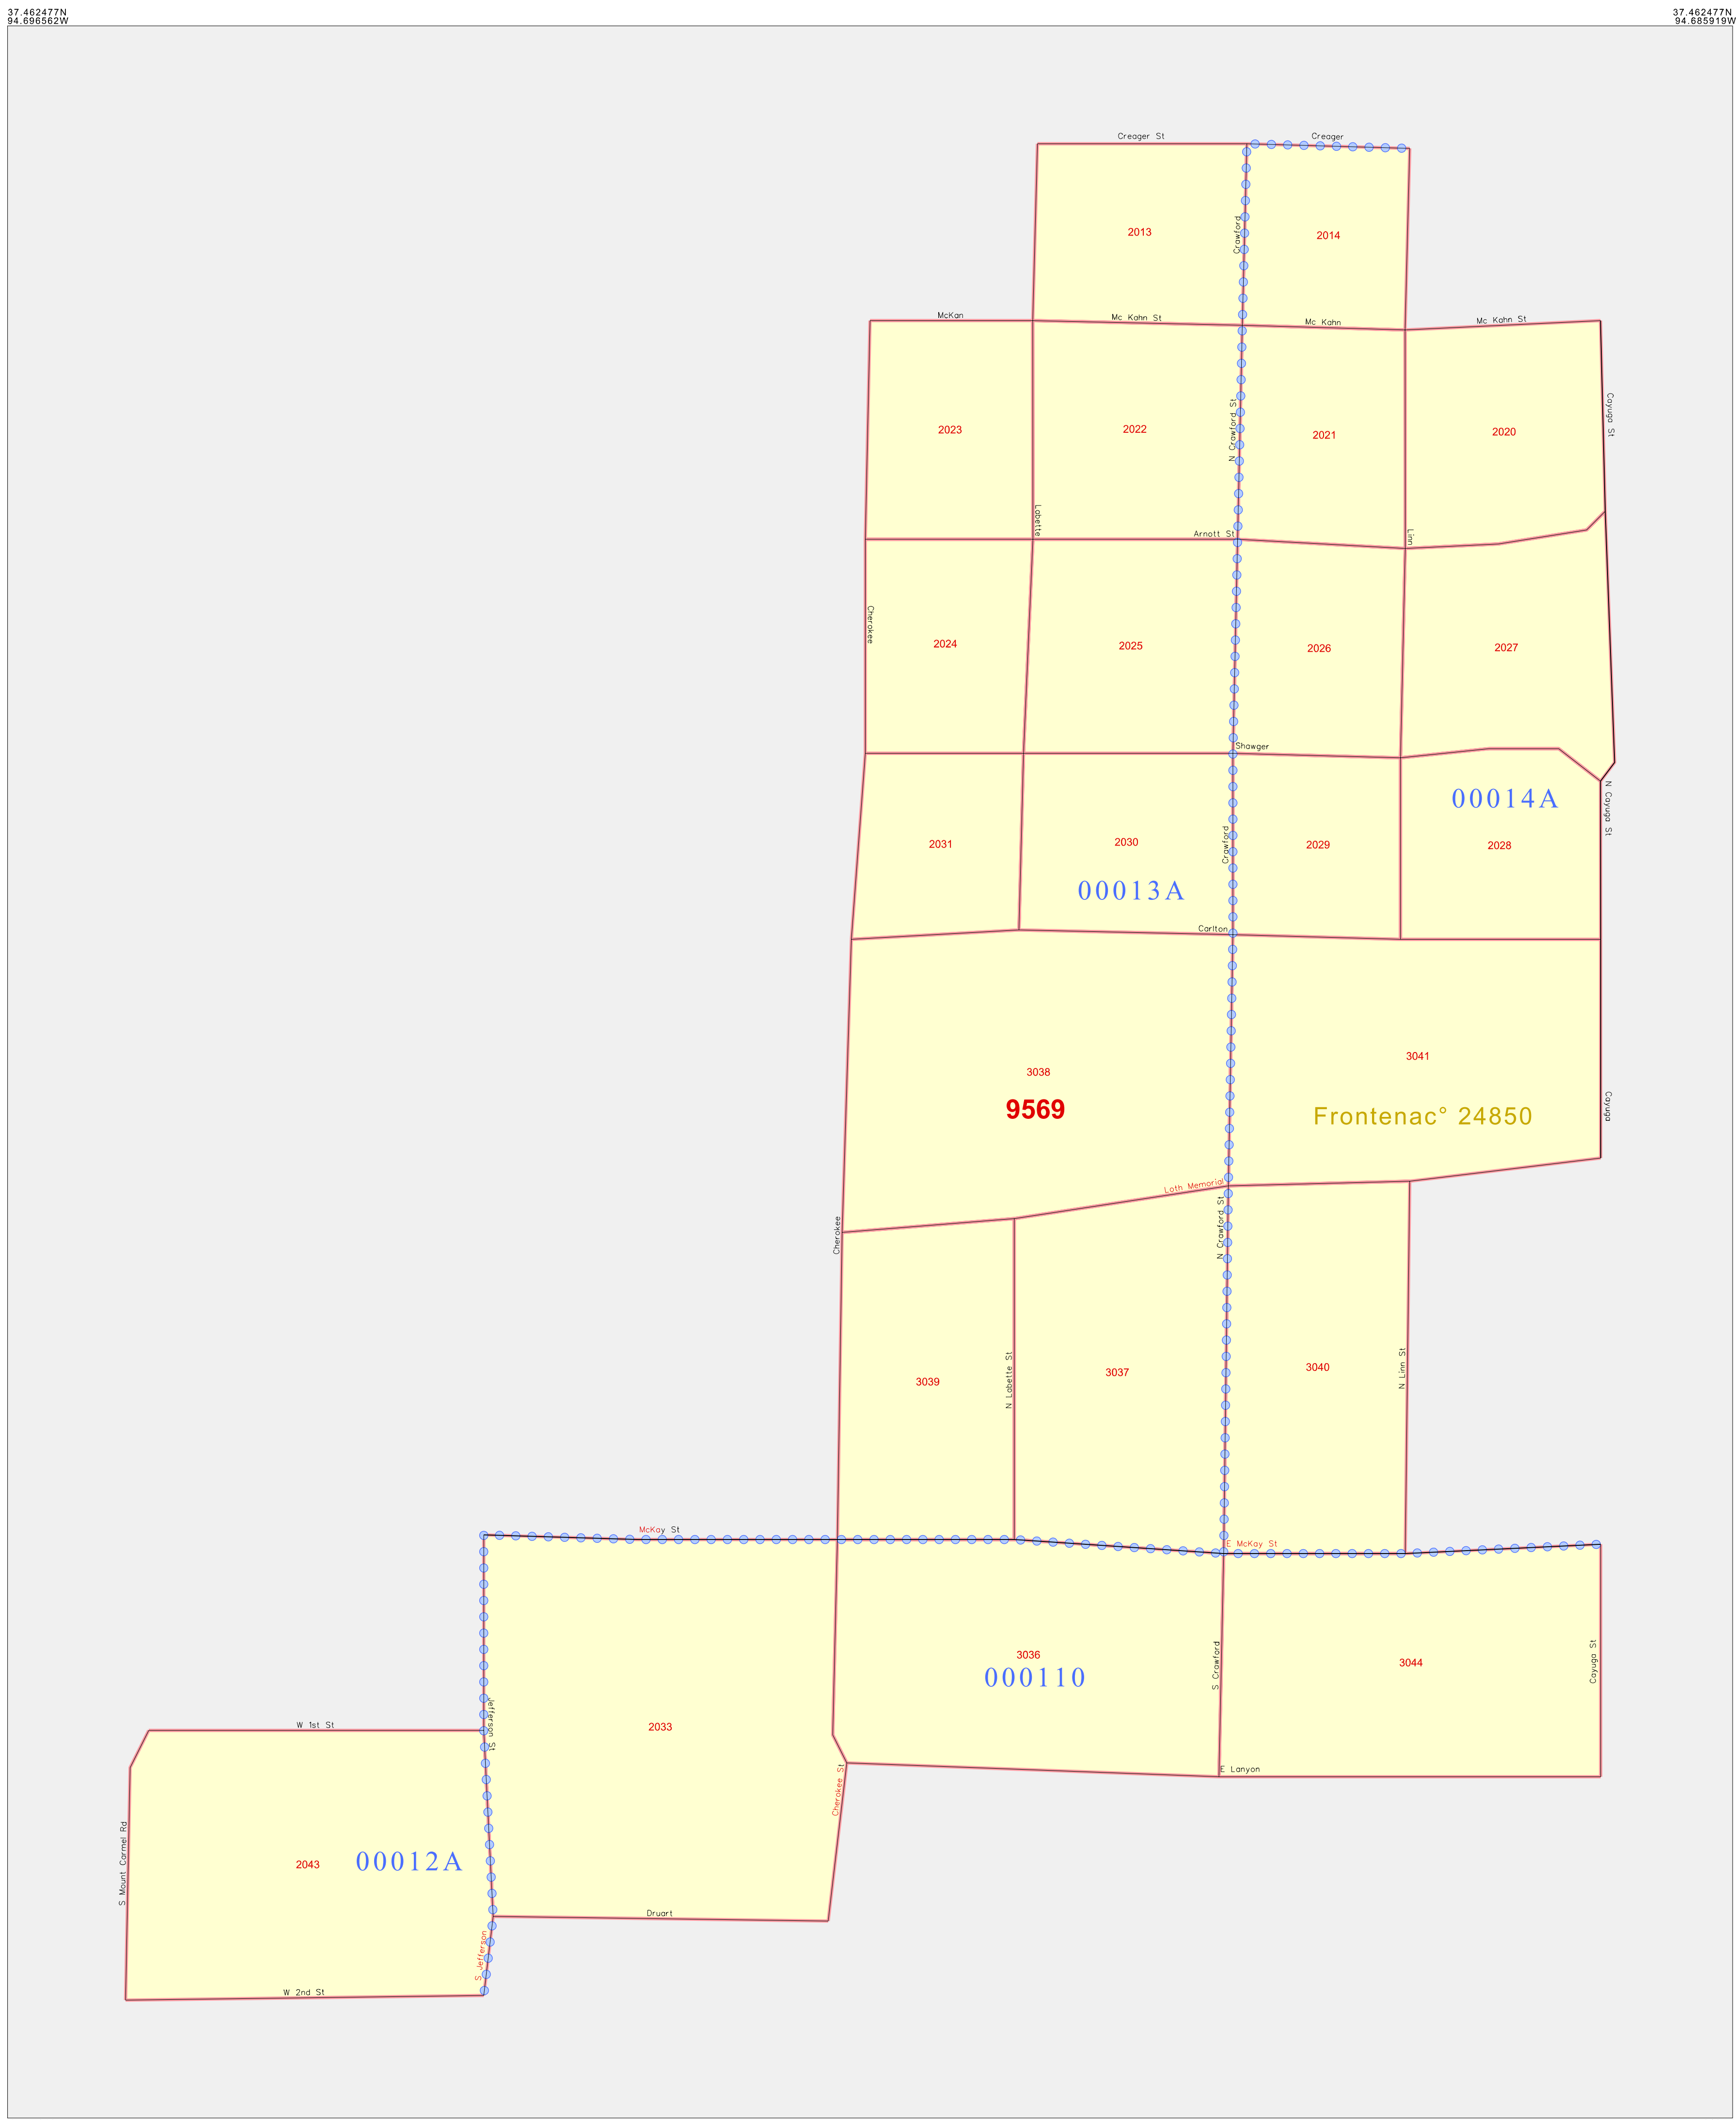 37.462477N
94.696562W
37.462477N
94.685919W
Creager St
Creager
2013
Crawford
2014
McKan
Mc Kahn St
Mc Kahn
Mc Kahn St
2023
2022
N Crawford St
2021
2020
Cayuga St
Labette
Arnott St
Linn
Cherokee
2024
2025
2026
2027
Shawger
N Cayuga St
00014A
2031
2030
Crawford
2029
2028
00013A
Carlton
3038
3041
9569
Frontenac° 24850
Cayuga
Loth Memorial
Cherokee
N Crawford St
3039
N Labette St
3037
3040
N Linn St
McKay St
E McKay St
3036
000110
S Crawford
3044
Cayuga St
W 1st St
Jefferson St
2033
E Lanyon
Cherokee St
S Mount Carmel Rd
2043
00012A
Druart
S Jefferson
W 2nd St